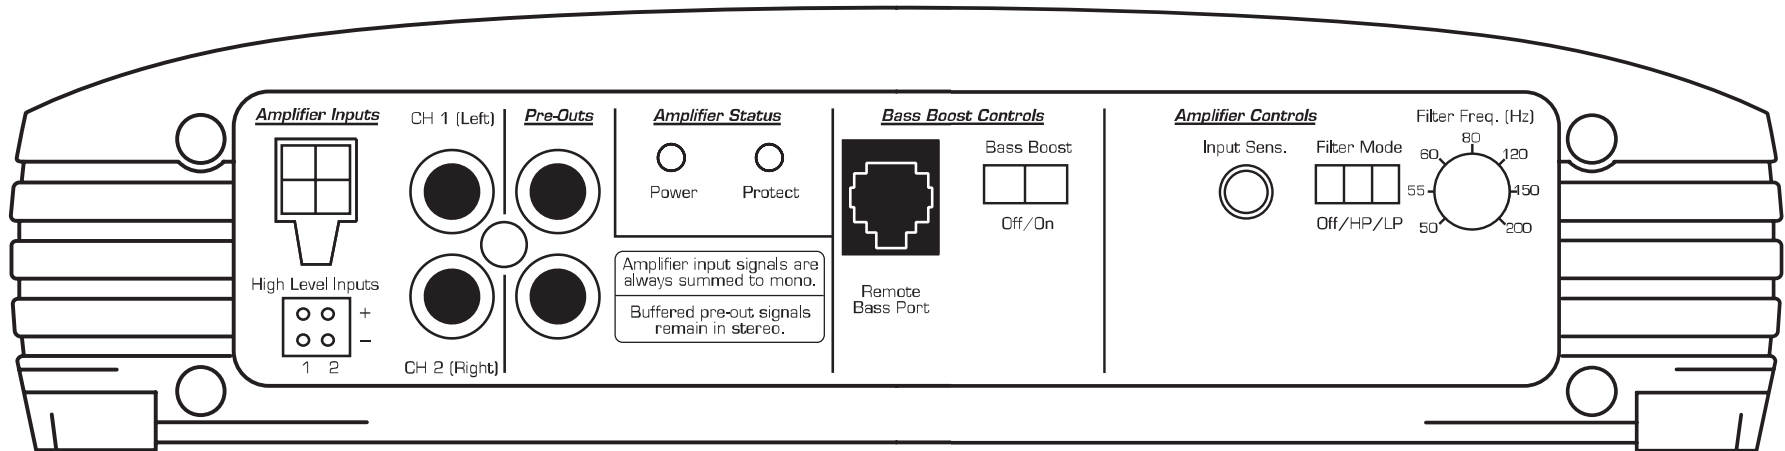 Amplifier Inputs
CH 1 (Left)
High Level Inputs
+
–
1 2
CH 2 (Right)
Pre-Outs
Amplifier Status
Power
Protect
Amplifier input signals are
always summed to mono.
Buffered pre-out signals
remain in stereo.
Bass Boost Controls
Remote
Bass Port
Bass Boost
Off/On
Amplifier Controls
Input Sens.
Filter Mode
Off/HP/LP
Filter Freq. (Hz)
80
60
120
55
150
50
200